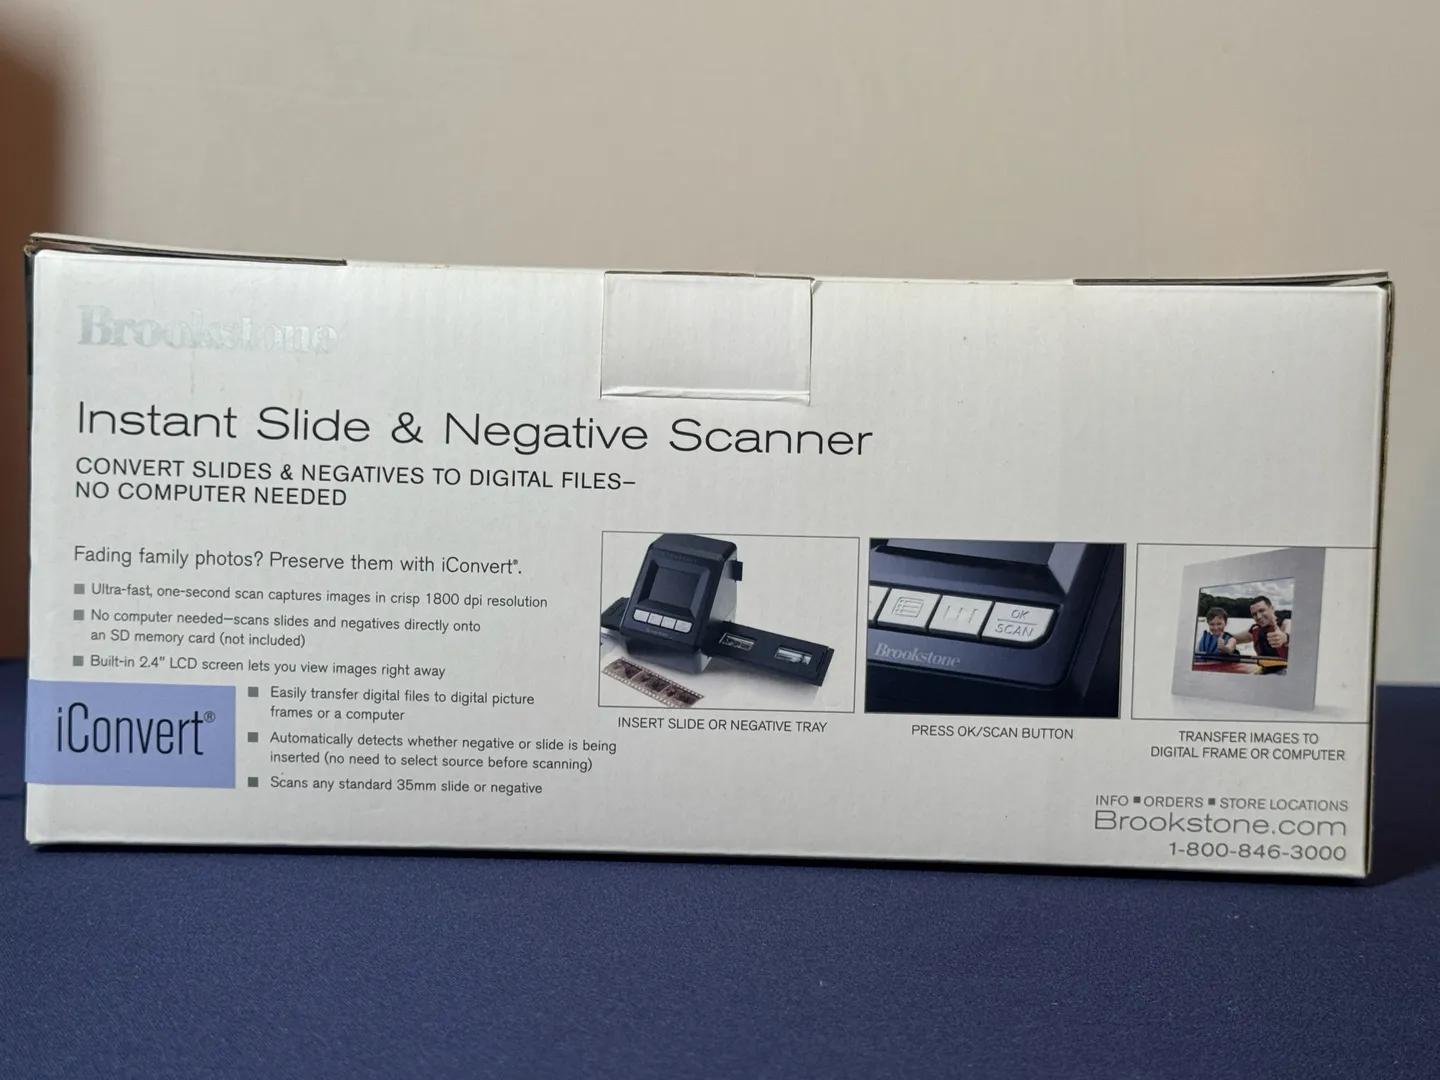 Brookstone
Instant Slide & Negative Scanner
CONVERT SLIDES & NEGATIVES TO DIGITAL FILES–
NO COMPUTER NEEDED
Fading family photos? Preserve them with iConvert®.
■ Ultra-fast, one-second scan captures images in crisp 1800 dpi resolution
■ No computer needed–scans slides and negatives directly onto
an SD memory card (not included)
■ Built-in 2.4" LCD screen lets you view images right away
■ Easily transfer digital files to digital picture
frames or a computer
■ Automatically detects whether negative or slide is being
inserted (no need to select source before scanning)
■ Scans any standard 35mm slide or negative
iConvert®
INSERT SLIDE OR NEGATIVE TRAY
OK
SCAN
Brookstone
PRESS OK/SCAN BUTTON
TRANSFER IMAGES TO
DIGITAL FRAME OR COMPUTER
INFO ■ ORDERS ■ STORE LOCATIONS
Brookstone.com
1-800-846-3000